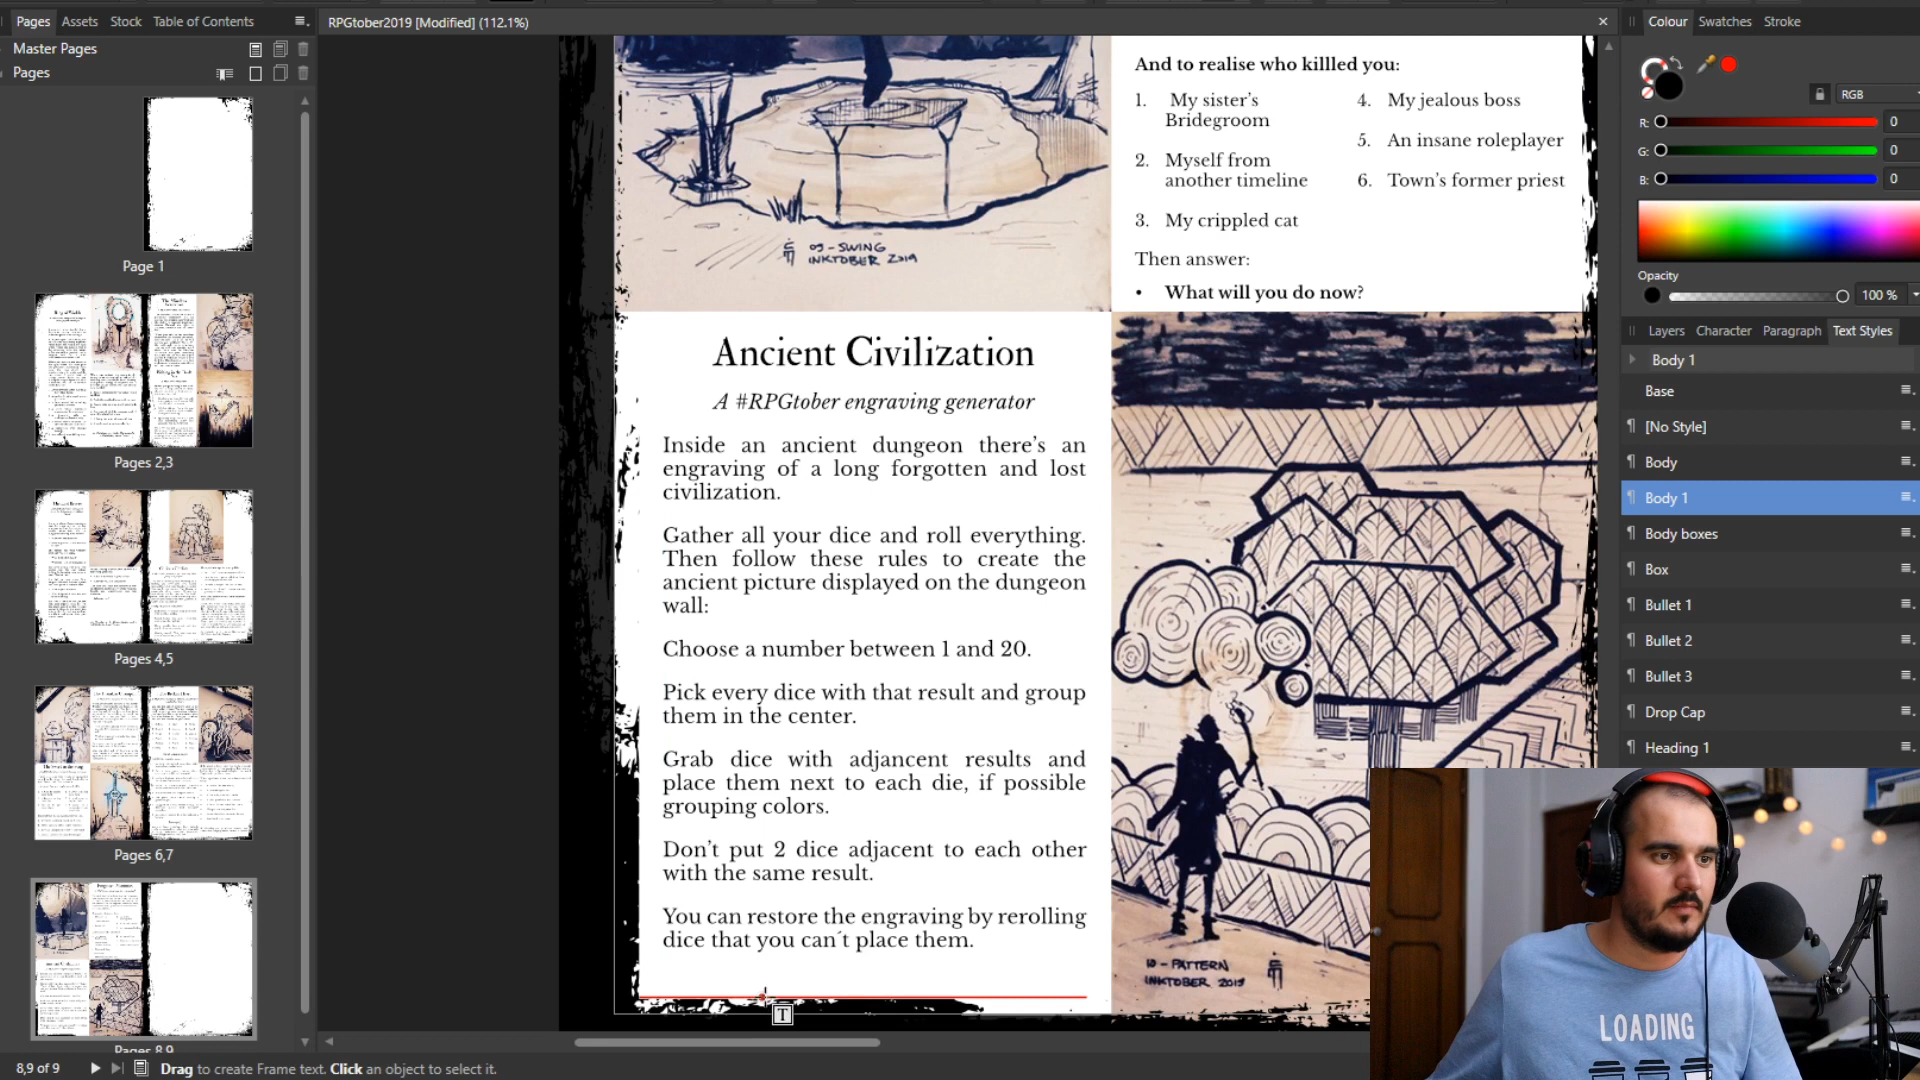 Pages Assets Stock Table of Contents
RPGtober2019 [Modified] (112.1%)
Colour Swatches Stroke
Master Pages
Pages
Page 1
Pages 2,3
Pages 4,5
Pages 6,7
Pages 8,9
8,9 of 9
Drag to create Frame text. Click an object to select it.
09 - SWING
INKTOBER 2019
And to realise who killled you:
1. My sister's
Bridegroom
2. Myself from
another timeline
3. My crippled cat
4. My jealous boss
5. An insane roleplayer
6. Town's former priest
Then answer:
• What will you do now?
Ancient Civilization
A #RPGtober engraving generator
Inside an ancient dungeon there's an
engraving of a long forgotten and lost
civilization.
Gather all your dice and roll everything.
Then follow these rules to create the
ancient picture displayed on the dungeon
wall:
Choose a number between 1 and 20.
Pick every dice with that result and group
them in the center.
Grab dice with adjancent results and
place them next to each die, if possible
grouping colors.
Don't put 2 dice adjacent to each other
with the same result.
You can restore the engraving by rerolling
dice that you can´t place them.
T
10 - PATTERN
INKTOBER 2019
RGB
R: 0
G: 0
B: 0
Opacity
100 %
Layers Character Paragraph Text Styles
Body 1
Base
[No Style]
Body
Body 1
Body boxes
Box
Bullet 1
Bullet 2
Bullet 3
Drop Cap
Heading 1
LOADING